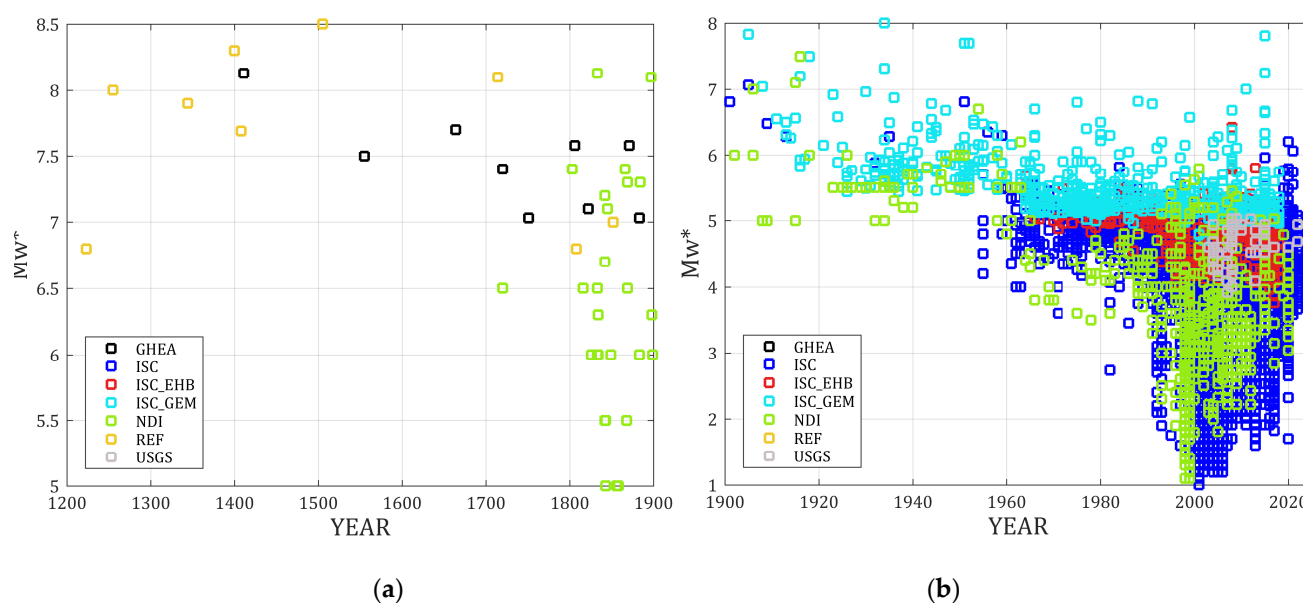 8.5
8
7.5
7
6.5
6
5.5
5
GHEA
ISC
ISC_EHB
ISC_GEM
NDI
REF
USGS
1200 1300 1400 1500 1600 1700 1800 1900
YEAR
(a)
8
7
6
5
4
3
2
1
Mw*
GHEA
ISC
ISC_EHB
ISC_GEM
NDI
REF
USGS
1900 1920 1940 1960 1980 2000 2020
YEAR
(b)